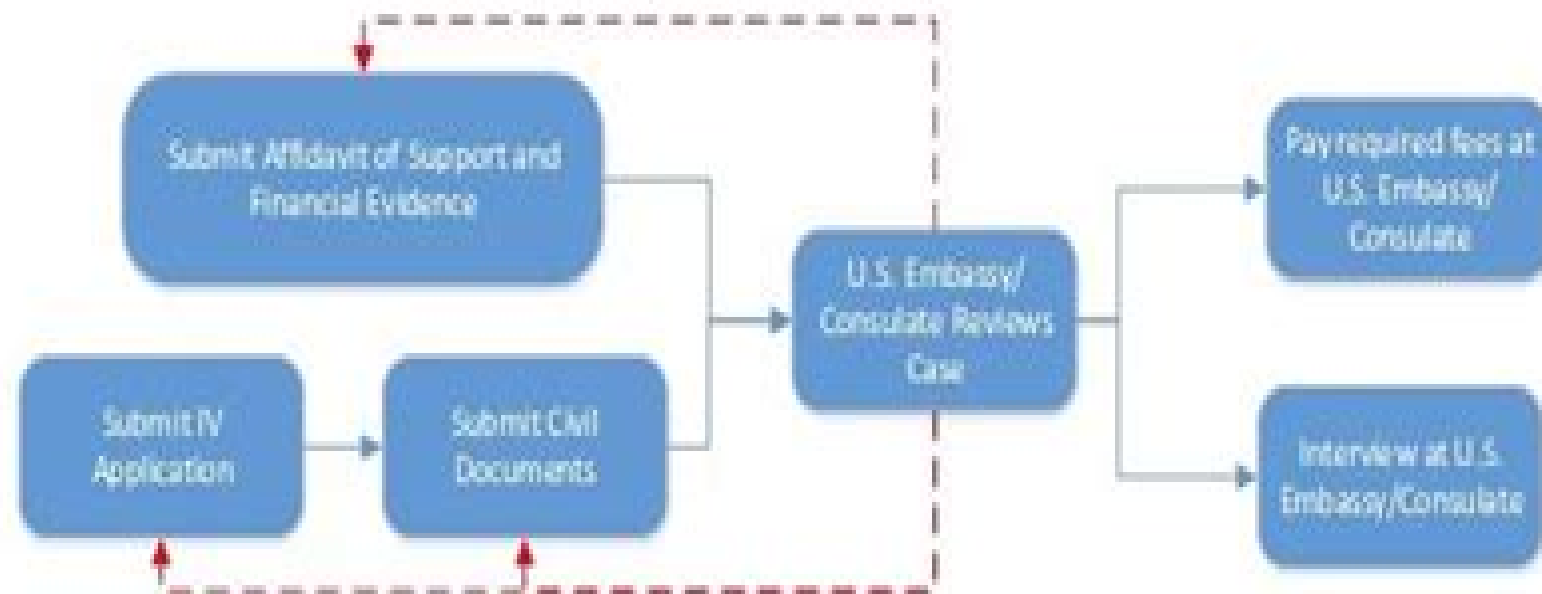 Submit Affidavit of Support and
Financial Evidence
Submit IV
Application
Submit Civil
Documents
U.S. Embassy/
Consulate Reviews
Case
Pay required fees at
U.S. Embassy/
Consulate
Interview at U.S.
Embassy/Consulate